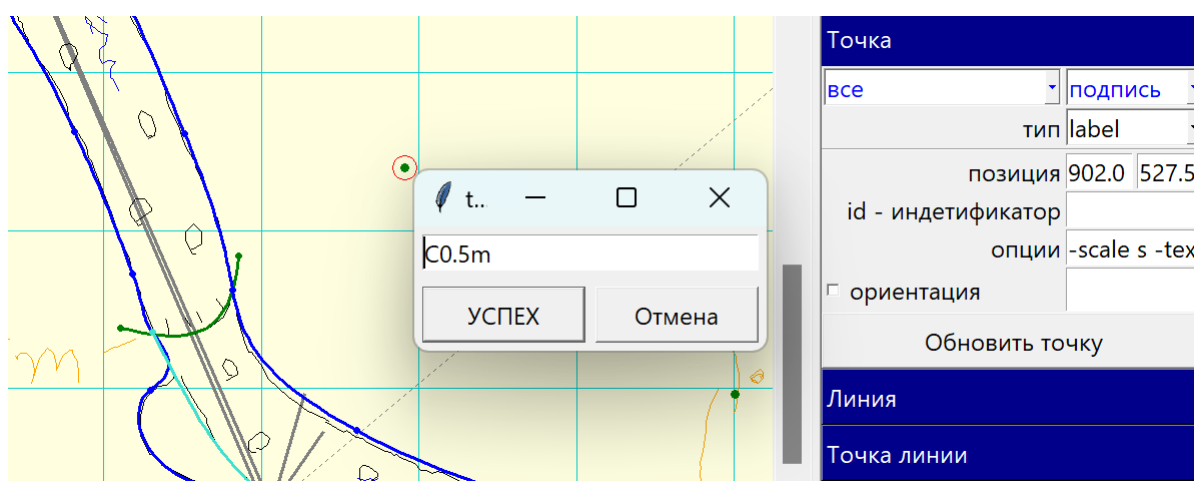 Точка
все
подпись
тип label
позиция 902.0 527.5
id - индетификатор
опции -scale s -tex
ориентация
Обновить точку
Линия
Точка линии
t..
C0.5m
УСПЕХ
Отмена